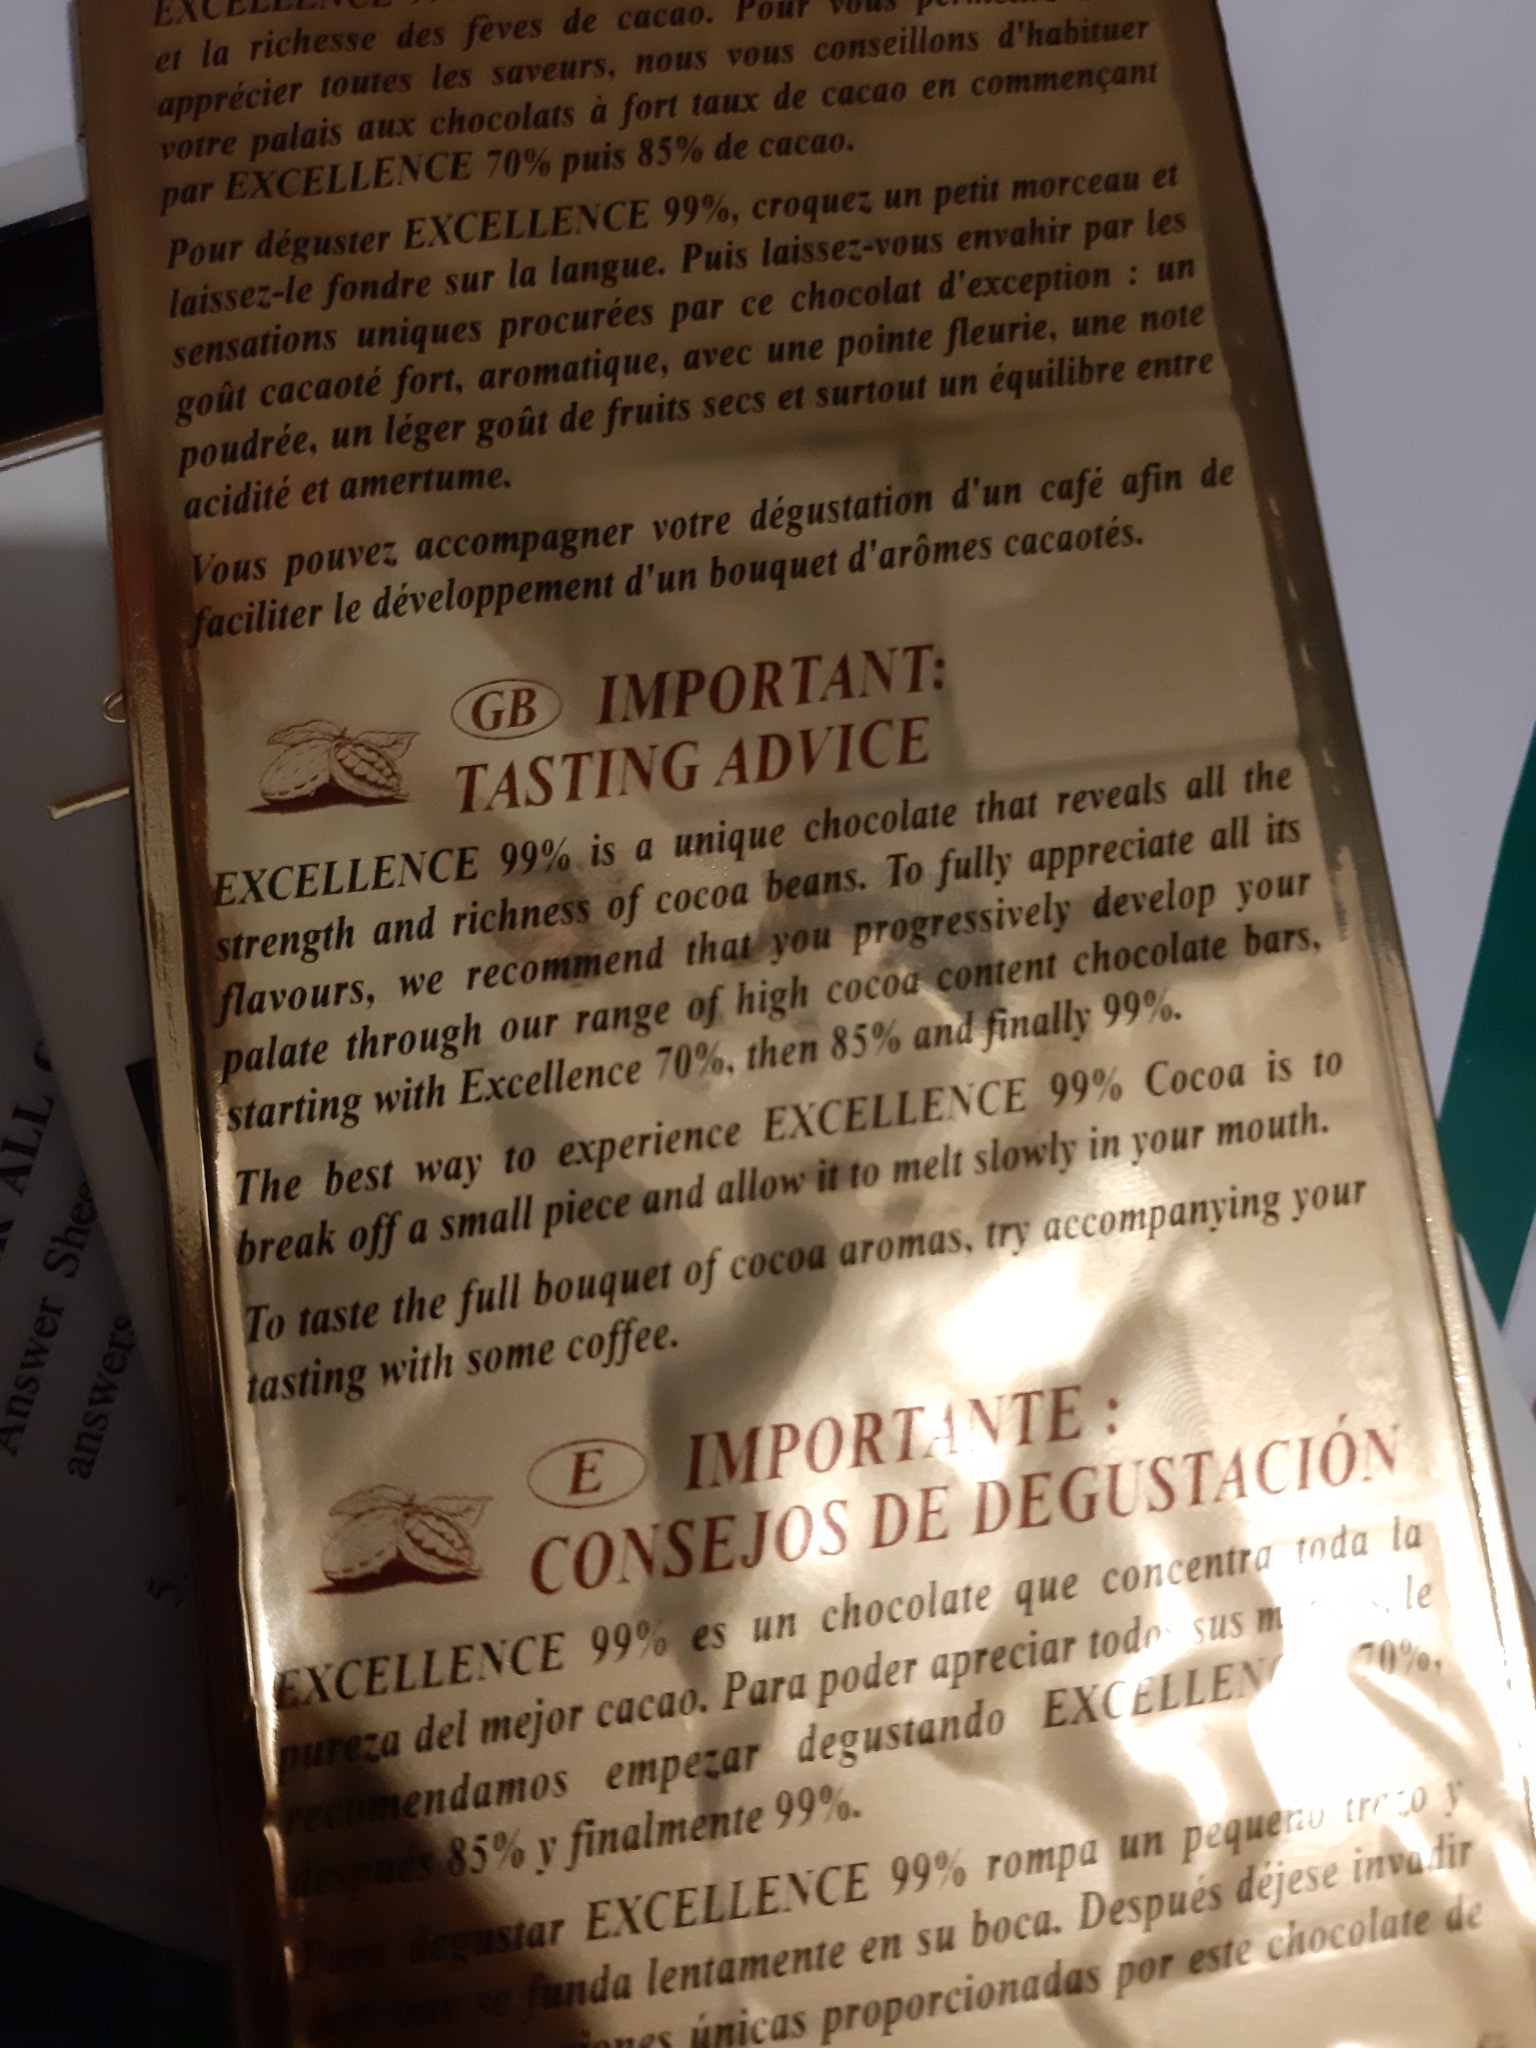 EXCELLENCE 99%
et la richesse des fèves de cacao. Pour vous
apprécier toutes les saveurs, nous vous conseillons d'habituer
votre palais aux chocolats à fort taux de cacao en commençant
par EXCELLENCE 70% puis 85% de cacao.
Pour déguster EXCELLENCE 99%, croquez un petit morceau et
laissez-le fondre sur la langue. Puis laissez-vous envahir par les
sensations uniques procurées par ce chocolat d'exception : un
goût cacaoté fort, aromatique, avec une pointe fleurie, une note
poudrée, un léger goût de fruits secs et surtout un équilibre entre
acidité et amertume.
Vous pouvez accompagner votre dégustation d'un café afin de
faciliter le développement d'un bouquet d'arômes cacaotés.
GB IMPORTANT:
TASTING ADVICE
EXCELLENCE 99% is a unique chocolate that reveals all the
strength and richness of cocoa beans. To fully appreciate all its
flavours, we recommend that you progressively develop your
palate through our range of high cocoa content chocolate bars,
starting with Excellence 70%, then 85% and finally 99%.
The best way to experience EXCELLENCE 99% Cocoa is to
break off a small piece and allow it to melt slowly in your mouth.
To taste the full bouquet of cocoa aromas, try accompanying your
tasting with some coffee.
E IMPORTANTE :
CONSEJOS DE DEGUSTACIÓN
EXCELLENCE 99% es un chocolate que concentra toda la
pureza del mejor cacao. Para poder apreciar todos sus le
recomendamos empezar degustando EXCELLENCE 70%,
después 85% y finalmente 99%.
Para degustar EXCELLENCE 99% rompa un pequeño trozo y
se funda lentamente en su boca. Después déjese invadir
únicas proporcionadas por este chocolate de
ALL
Answer
answers
5.